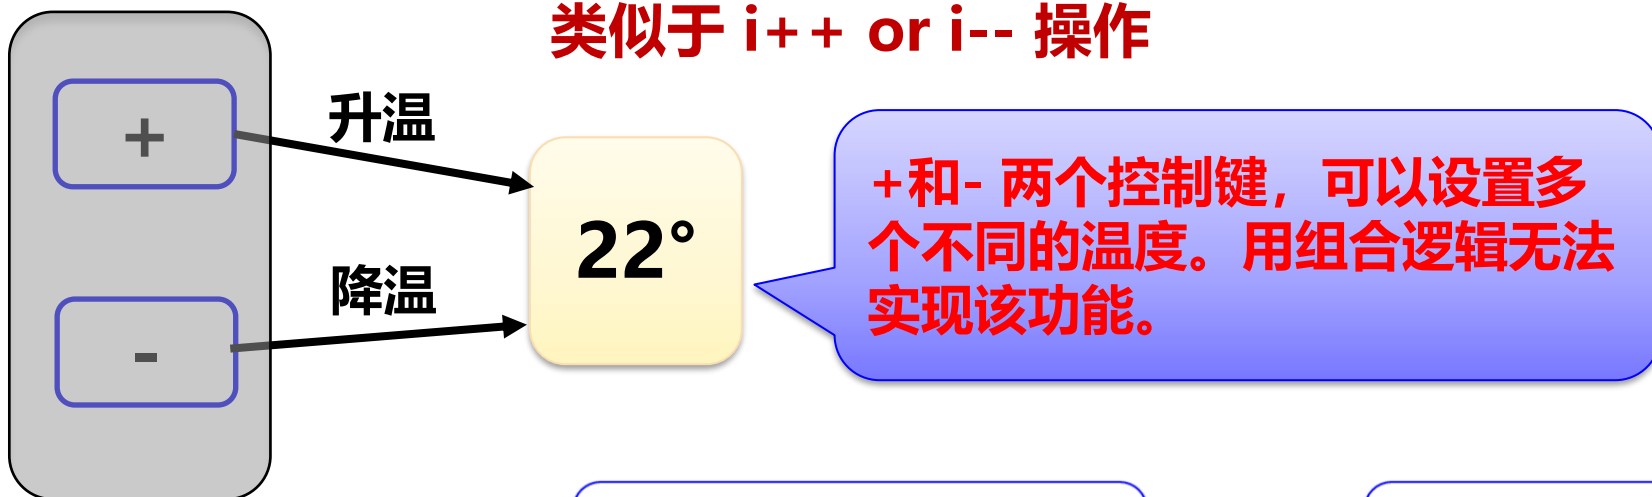 类似于 i++ or i-- 操作
+
升温
22°
降温
-
+和- 两个控制键，可以设置多
个不同的温度。用组合逻辑无法
实现该功能。